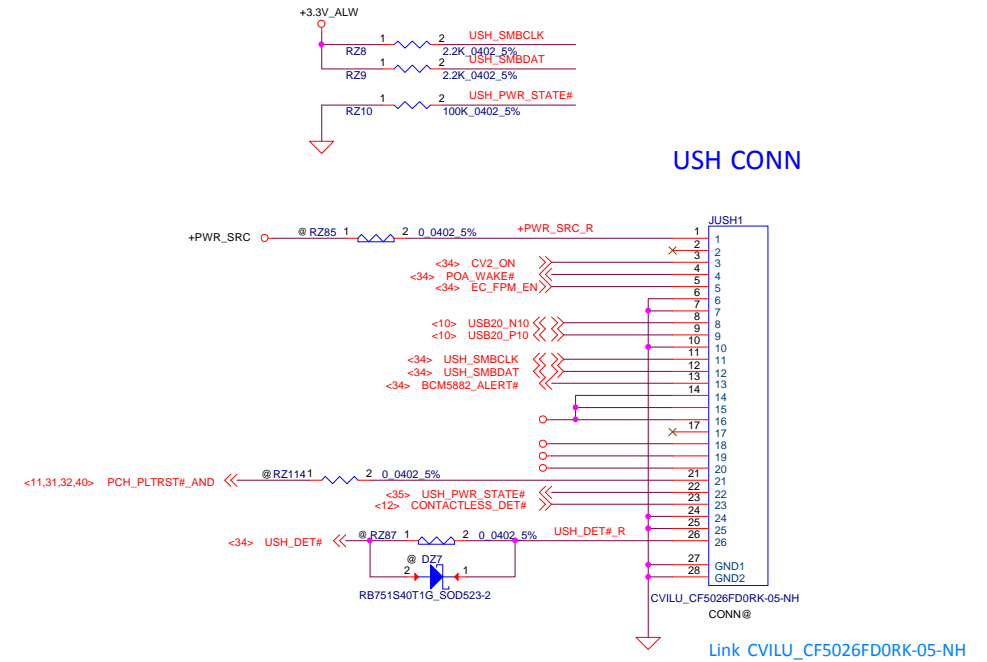 +3.3V_ALW
1 2 USH_SMBCLK
RZ8 2.2K_0402_5%
1 2 USH_SMBDAT
RZ9 2.2K_0402_5%
1 2 USH_PWR_STATE#
RZ10 100K_0402_5%
USH CONN
JUSH1
+PWR_SRC @ RZ85 1 2 0_0402_5% +PWR_SRC_R 1 1
2 2
<34> CV2_ON 3 3
<34> POA_WAKE# 4 4
<34> EC_FPM_EN 5 5
6 6
7 7
<10> USB20_N10 8 8
<10> USB20_P10 9 9
10 10
<34> USH_SMBCLK 11 11
<34> USH_SMBDAT 12 12
<34> BCM5882_ALERT# 13 13
14 14
15
16
17 17
18
19
20
<11,31,32,40> PCH_PLTRST#_AND @RZ114 1 2 0_0402_5% 21 21
<35> USH_PWR_STATE# 22 22
<12> CONTACTLESS_DET# 23 23
24 24
25 25
<34> USH_DET# @ RZ87 1 2 0_0402_5% USH_DET#_R 26 26
@ DZ7
2 1
RB751S40T1G_SOD523-2
27 GND1
28 GND2
CVILU_CF5026FD0RK-05-NH
CONN@
Link CVILU_CF5026FD0RK-05-NH